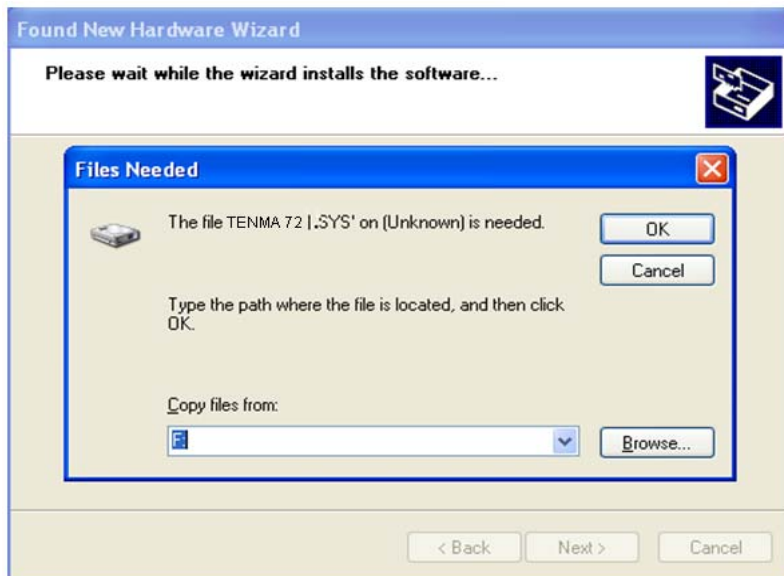 Found New Hardware Wizard
Please wait while the wizard installs the software...
Files Needed
The file TENMA 72 |.SYS' on (Unknown) is needed.
OK
Cancel
Type the path where the file is located, and then click
OK.
Copy files from:
F:
Browse...
< Back
Next >
Cancel